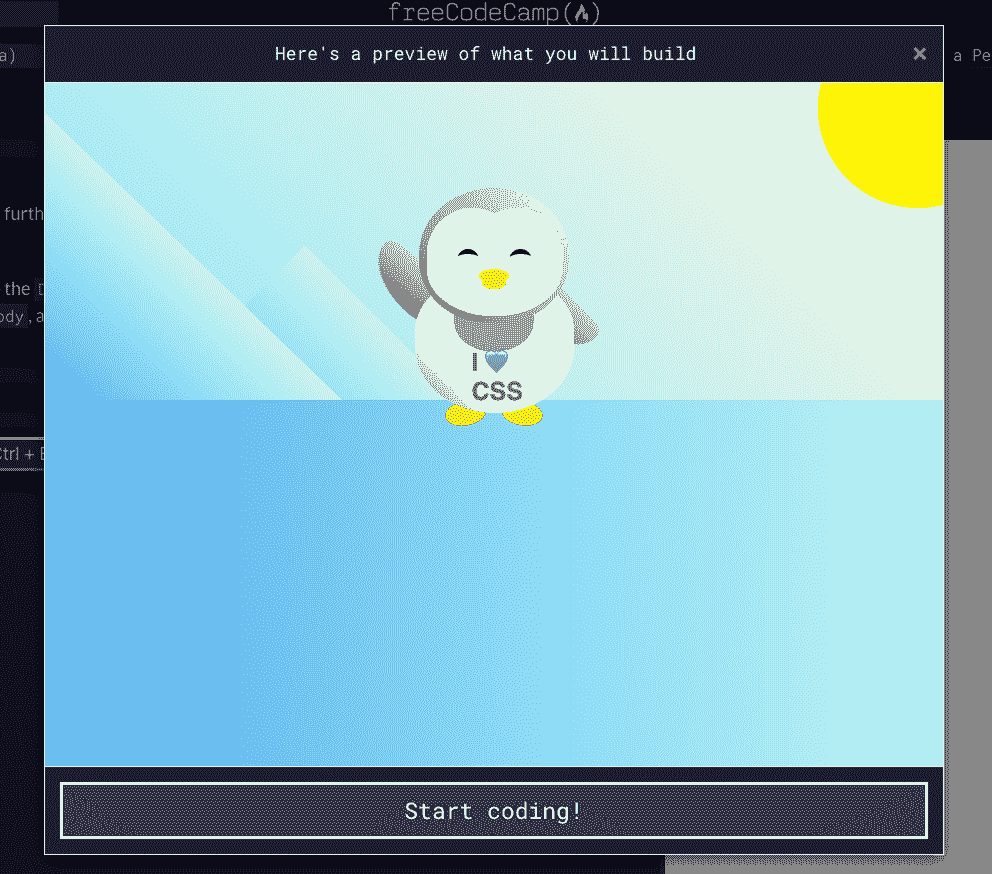 freeCodeCamp(🔥)
Here's a preview of what you will build ×
a)
a Pe
furth
the
ody , a
Ctrl +
I 💙
CSS
Start coding!